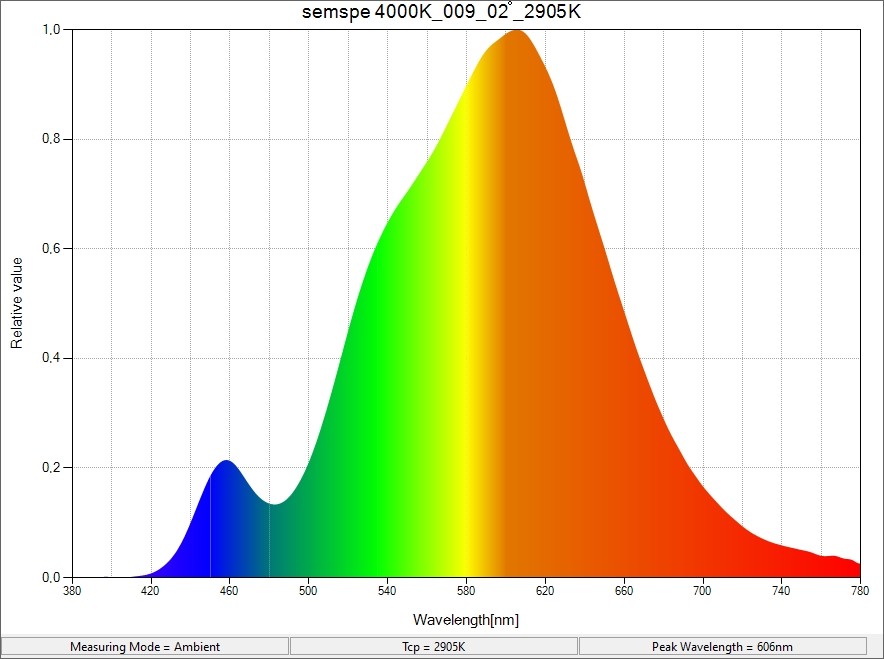 semspe 4000K_009_02°_2905K
1.0
0.8
0.6
0.4
0.2
0.0
Relative value
380 420 460 500 540 580 620 660 700 740 780
Wavelength[nm]
Measuring Mode = Ambient
Tcp = 2905K
Peak Wavelength = 606nm